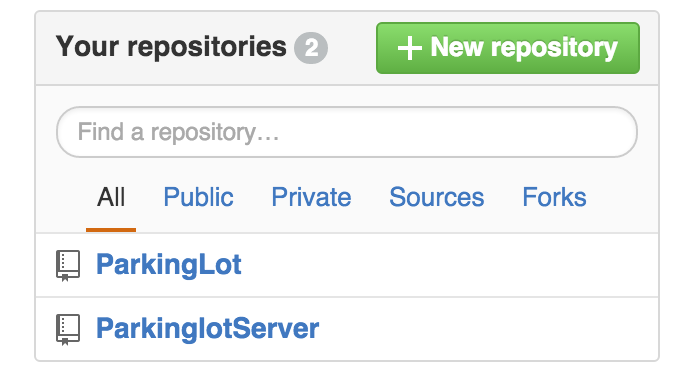 Your repositories 2
+ New repository
Find a repository…
All Public Private Sources Forks
ParkingLot
ParkinglotServer